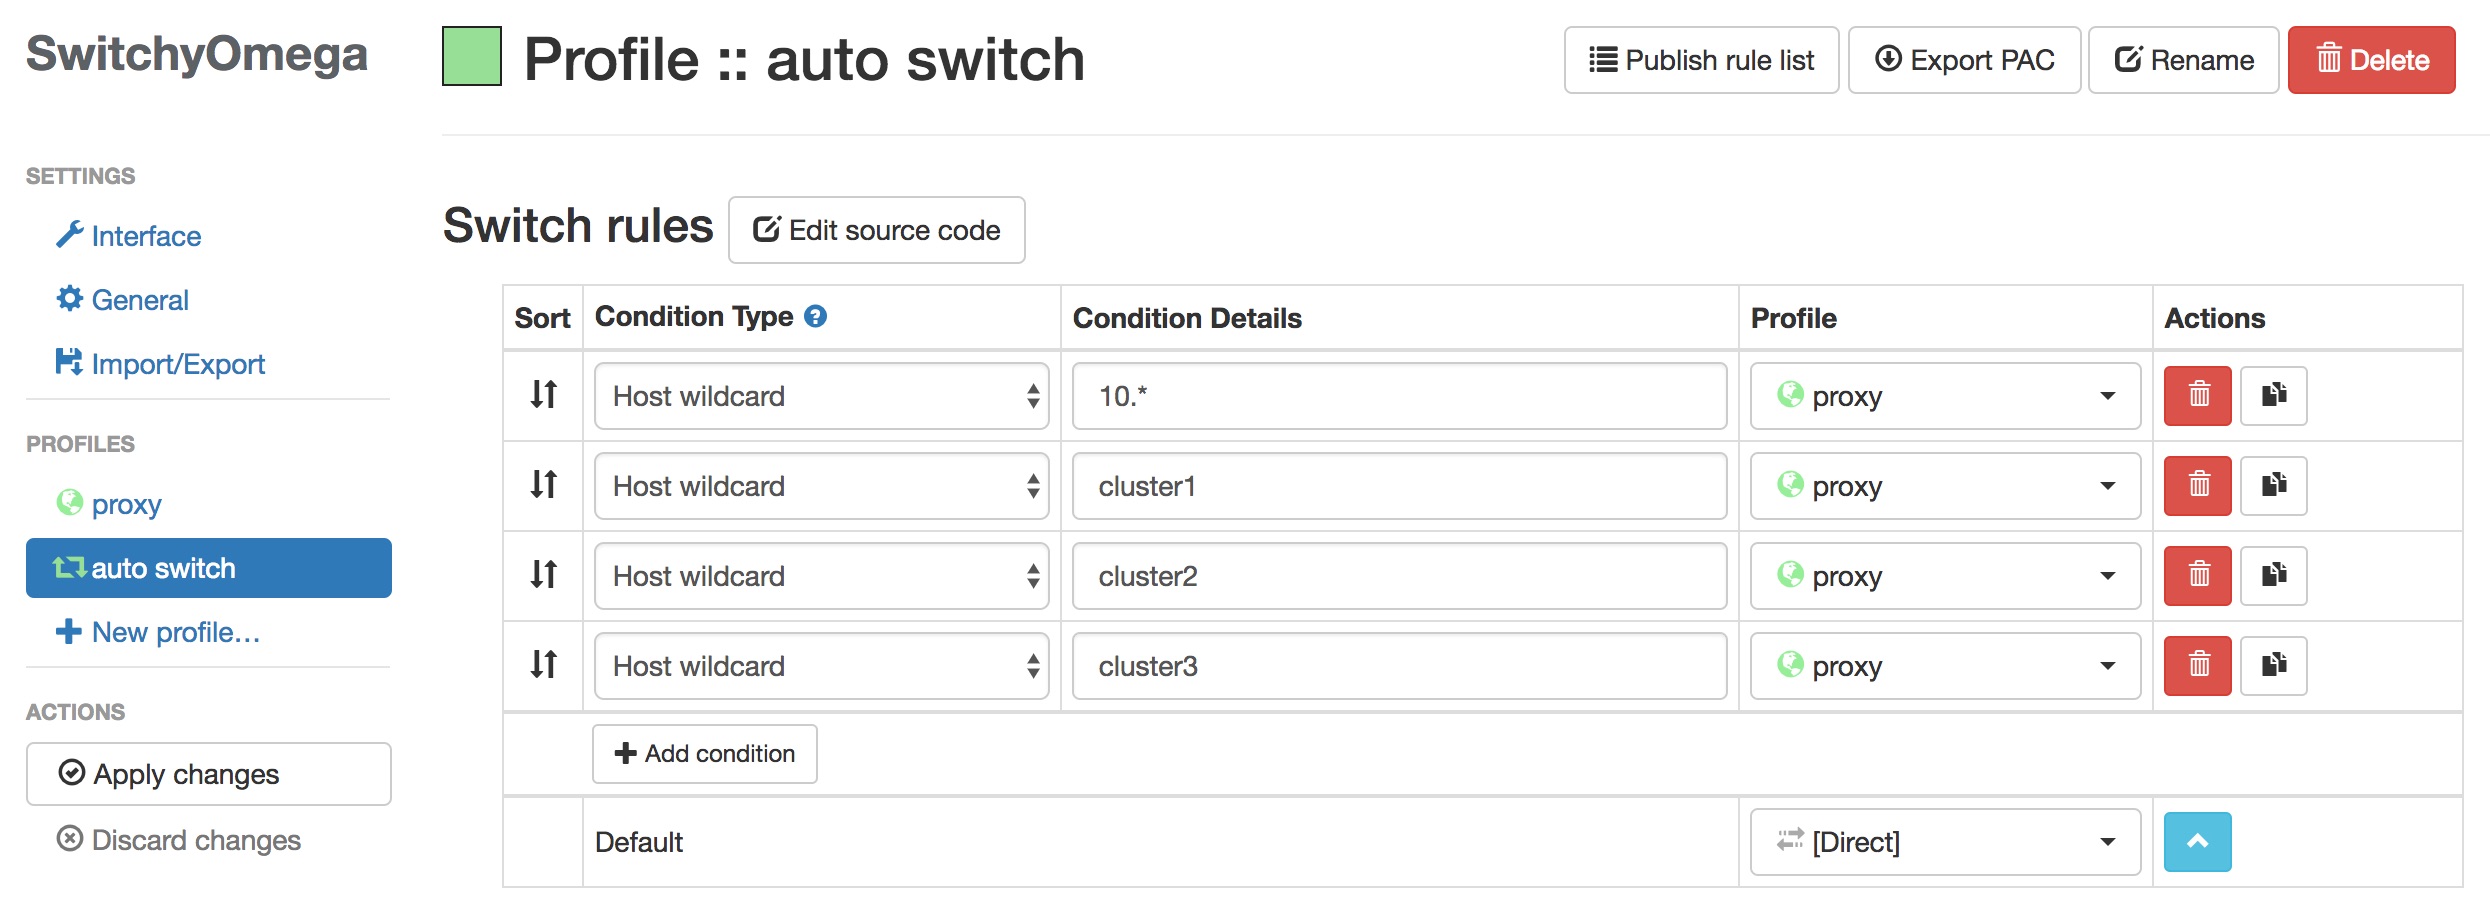 SwitchyOmega
Profile :: auto switch
Publish rule list
Export PAC
Rename
Delete
SETTINGS
Interface
General
Import/Export
PROFILES
proxy
auto switch
New profile...
ACTIONS
Apply changes
Discard changes
Switch rules
Edit source code
Sort Condition Type ? Condition Details Profile Actions
Host wildcard 10.* proxy
Host wildcard cluster1 proxy
Host wildcard cluster2 proxy
Host wildcard cluster3 proxy
Add condition
Default [Direct]